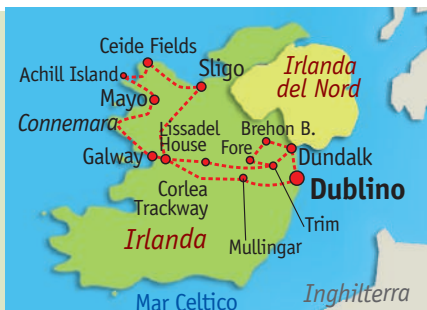 Ceide Fields
Achill Island
Sligo
Irlanda
del Nord
Mayo
Connemara
Lissadel
House
Brehon B.
Fore
Galway
Dundalk
Corlea
Trackway
Dublino
Trim
Irlanda
Mullingar
Mar Celtico
Inghilterra